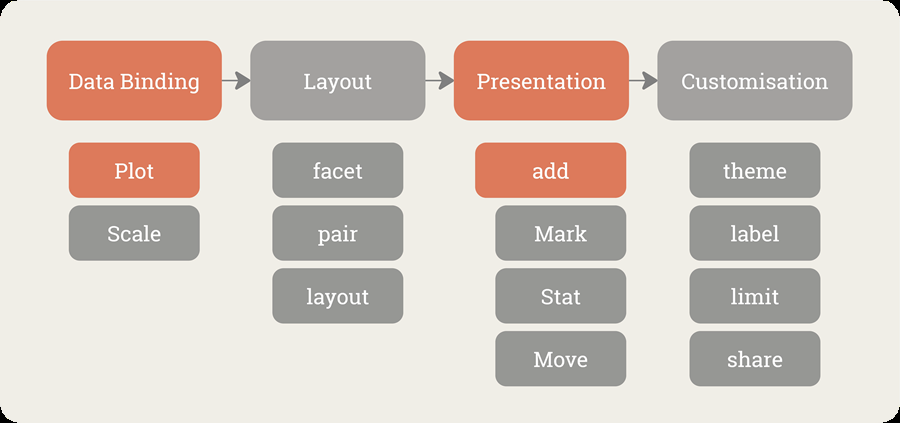 Data Binding
Layout
Presentation
Customisation
Plot
Scale
facet
pair
layout
add
Mark
Stat
Move
theme
label
limit
share